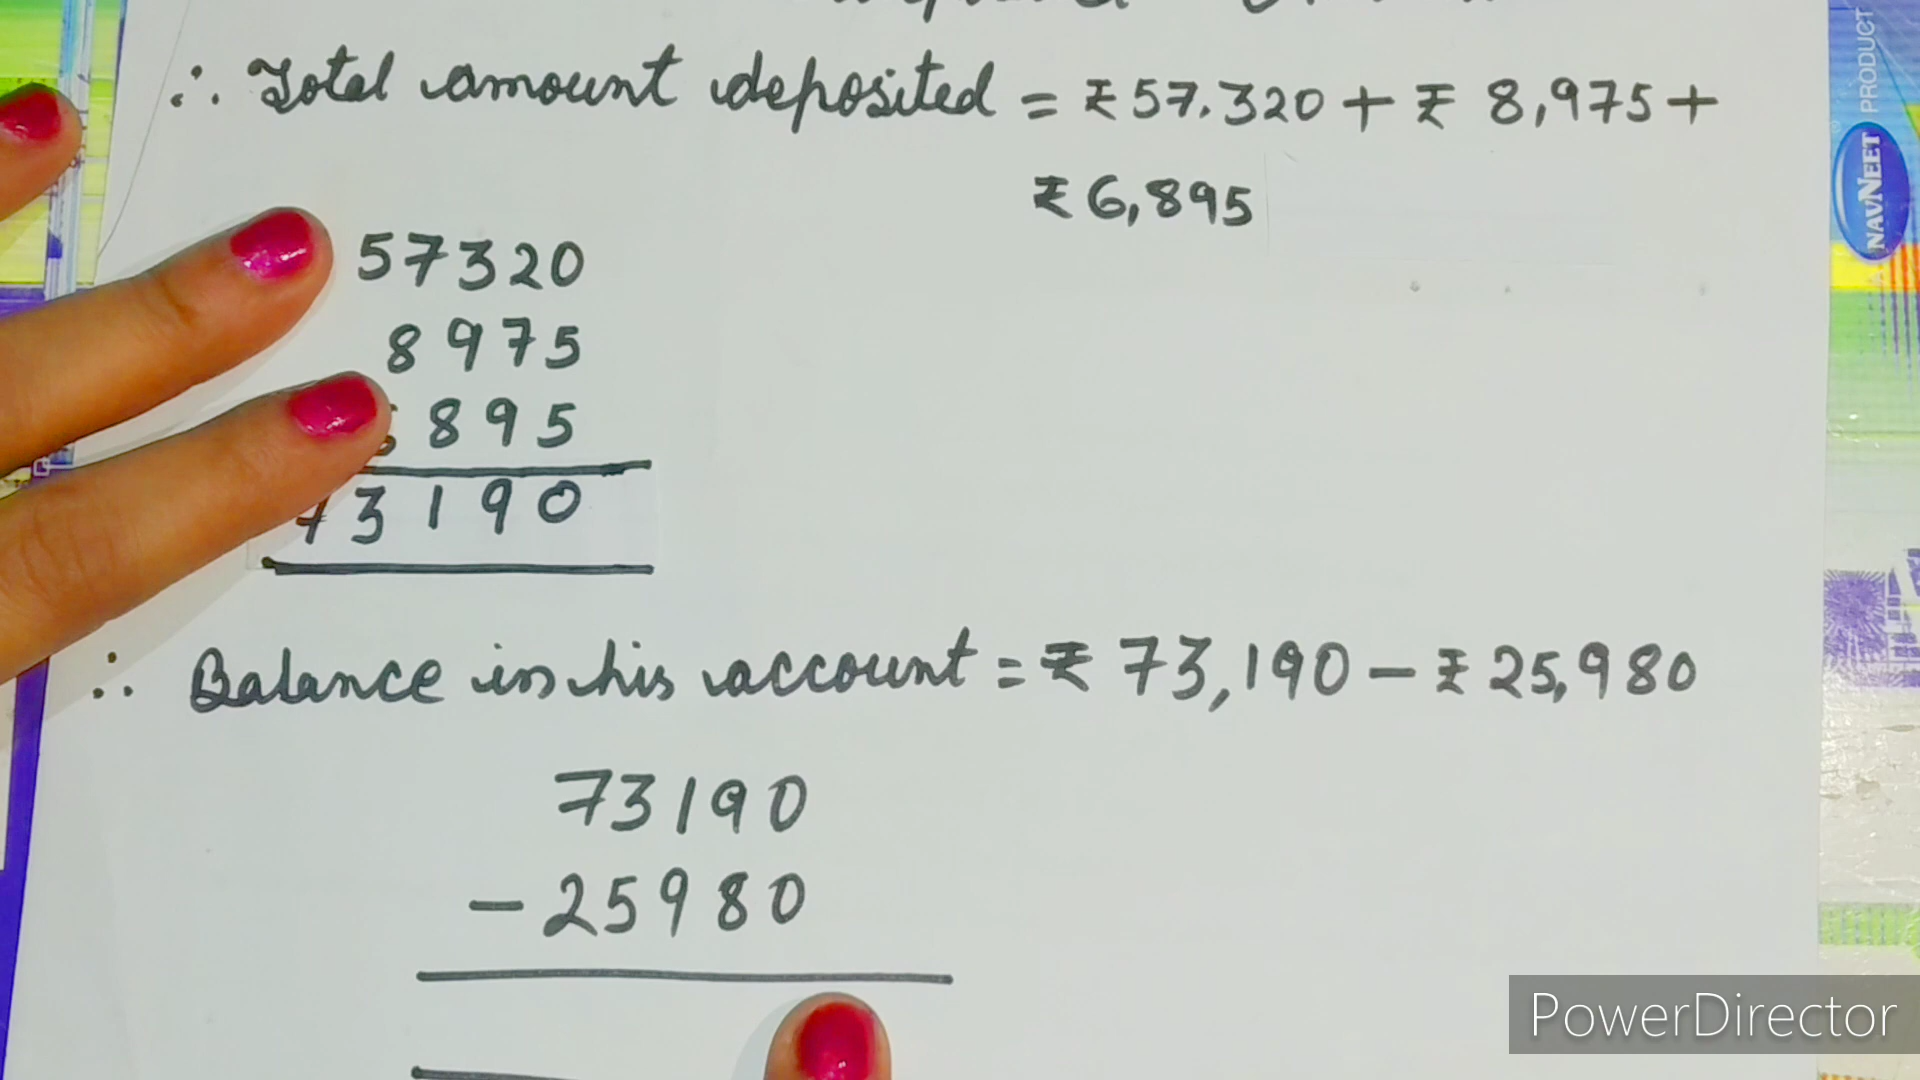 ∴ Total amount deposited = ₹57.320 + ₹ 8,975 +
₹6,895
57320
8975
895
73190
∴ Balance in his account = ₹ 73,190 – ₹ 25,980
73190
– 25980
NAVNEET
PRODUCT
PowerDirector